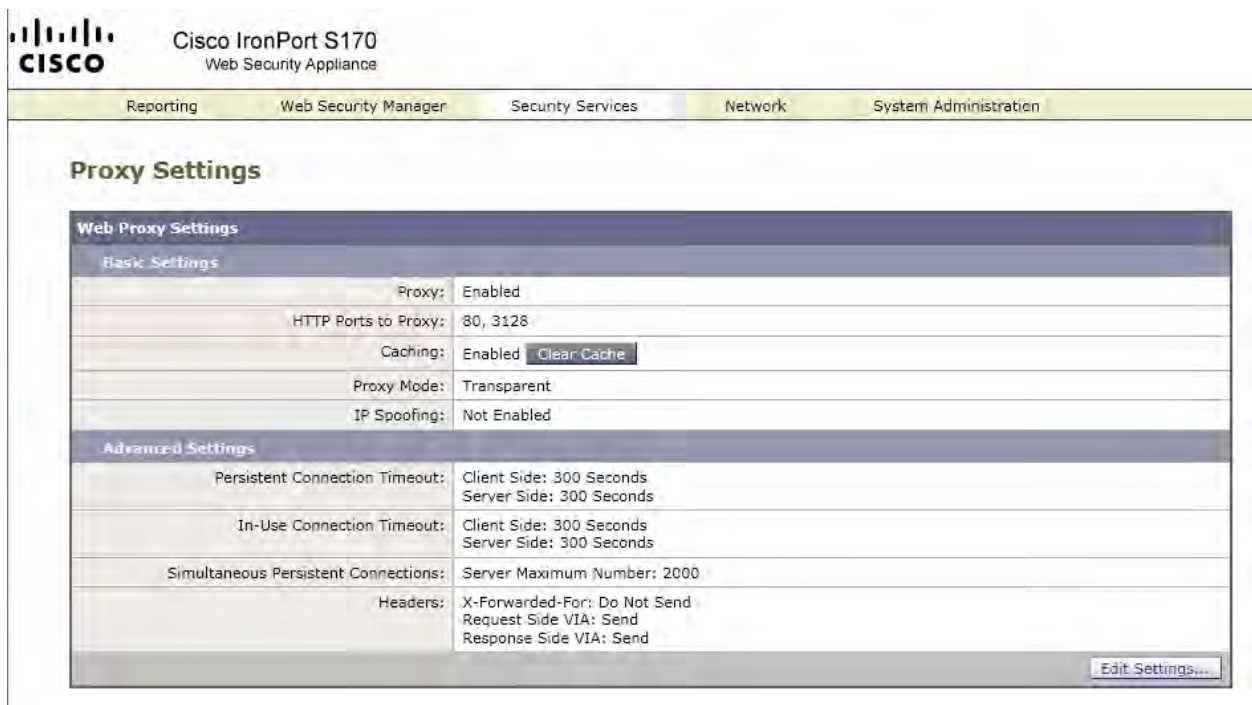 CISCO
Cisco IronPort S170
Web Security Appliance
Reporting Web Security Manager Security Services Network System Administration
Proxy Settings
Web Proxy Settings
Basic Settings
Proxy: Enabled
HTTP Ports to Proxy: 80, 3128
Caching: Enabled Clear Cache
Proxy Mode: Transparent
IP Spoofing: Not Enabled
Advanced Settings
Persistent Connection Timeout: Client Side: 300 Seconds
Server Side: 300 Seconds
In-Use Connection Timeout: Client Side: 300 Seconds
Server Side: 300 Seconds
Simultaneous Persistent Connections: Server Maximum Number: 2000
Headers: X-Forwarded-For: Do Not Send
Request Side VIA: Send
Response Side VIA: Send
Edit Settings...